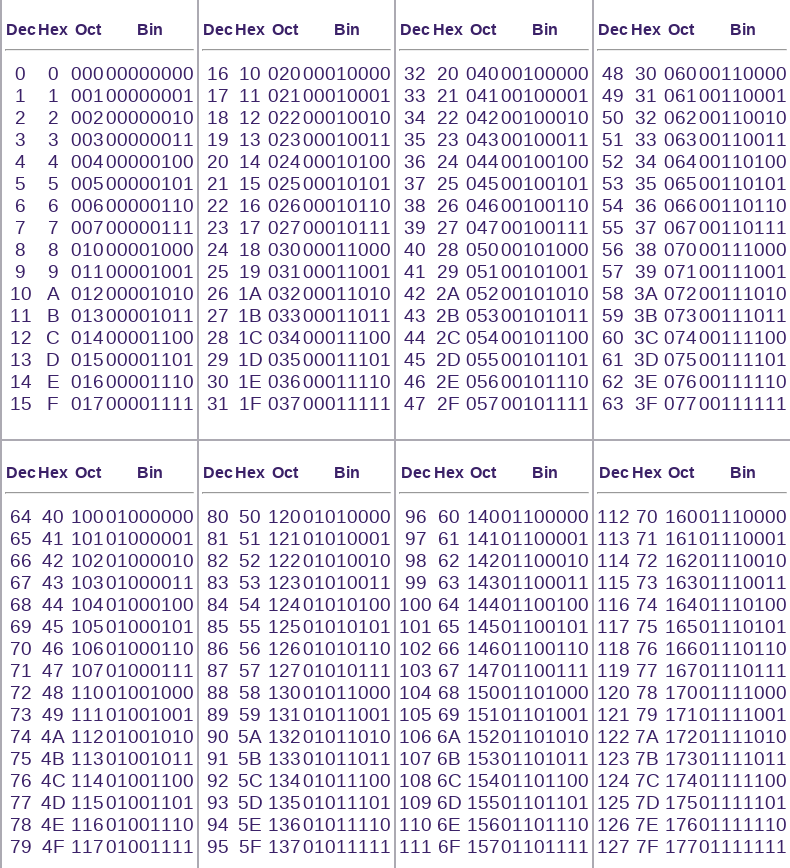 Dec Hex Oct Bin
0 0 000 00000000
1 1 001 00000001
2 2 002 00000010
3 3 003 00000011
4 4 004 00000100
5 5 005 00000101
6 6 006 00000110
7 7 007 00000111
8 8 010 00001000
9 9 011 00001001
10 A 012 00001010
11 B 013 00001011
12 C 014 00001100
13 D 015 00001101
14 E 016 00001110
15 F 017 00001111
Dec Hex Oct Bin
16 10 020 00010000
17 11 021 00010001
18 12 022 00010010
19 13 023 00010011
20 14 024 00010100
21 15 025 00010101
22 16 026 00010110
23 17 027 00010111
24 18 030 00011000
25 19 031 00011001
26 1A 032 00011010
27 1B 033 00011011
28 1C 034 00011100
29 1D 035 00011101
30 1E 036 00011110
31 1F 037 00011111
Dec Hex Oct Bin
32 20 040 00100000
33 21 041 00100001
34 22 042 00100010
35 23 043 00100011
36 24 044 00100100
37 25 045 00100101
38 26 046 00100110
39 27 047 00100111
40 28 050 00101000
41 29 051 00101001
42 2A 052 00101010
43 2B 053 00101011
44 2C 054 00101100
45 2D 055 00101101
46 2E 056 00101110
47 2F 057 00101111
Dec Hex Oct Bin
48 30 060 00110000
49 31 061 00110001
50 32 062 00110010
51 33 063 00110011
52 34 064 00110100
53 35 065 00110101
54 36 066 00110110
55 37 067 00110111
56 38 070 00111000
57 39 071 00111001
58 3A 072 00111010
59 3B 073 00111011
60 3C 074 00111100
61 3D 075 00111101
62 3E 076 00111110
63 3F 077 00111111
Dec Hex Oct Bin
64 40 100 01000000
65 41 101 01000001
66 42 102 01000010
67 43 103 01000011
68 44 104 01000100
69 45 105 01000101
70 46 106 01000110
71 47 107 01000111
72 48 110 01001000
73 49 111 01001001
74 4A 112 01001010
75 4B 113 01001011
76 4C 114 01001100
77 4D 115 01001101
78 4E 116 01001110
79 4F 117 01001111
Dec Hex Oct Bin
80 50 120 01010000
81 51 121 01010001
82 52 122 01010010
83 53 123 01010011
84 54 124 01010100
85 55 125 01010101
86 56 126 01010110
87 57 127 01010111
88 58 130 01011000
89 59 131 01011001
90 5A 132 01011010
91 5B 133 01011011
92 5C 134 01011100
93 5D 135 01011101
94 5E 136 01011110
95 5F 137 01011111
Dec Hex Oct Bin
96 60 140 01100000
97 61 141 01100001
98 62 142 01100010
99 63 143 01100011
100 64 144 01100100
101 65 145 01100101
102 66 146 01100110
103 67 147 01100111
104 68 150 01101000
105 69 151 01101001
106 6A 152 01101010
107 6B 153 01101011
108 6C 154 01101100
109 6D 155 01101101
110 6E 156 01101110
111 6F 157 01101111
Dec Hex Oct Bin
112 70 160 01110000
113 71 161 01110001
114 72 162 01110010
115 73 163 01110011
116 74 164 01110100
117 75 165 01110101
118 76 166 01110110
119 77 167 01110111
120 78 170 01111000
121 79 171 01111001
122 7A 172 01111010
123 7B 173 01111011
124 7C 174 01111100
125 7D 175 01111101
126 7E 176 01111110
127 7F 177 01111111